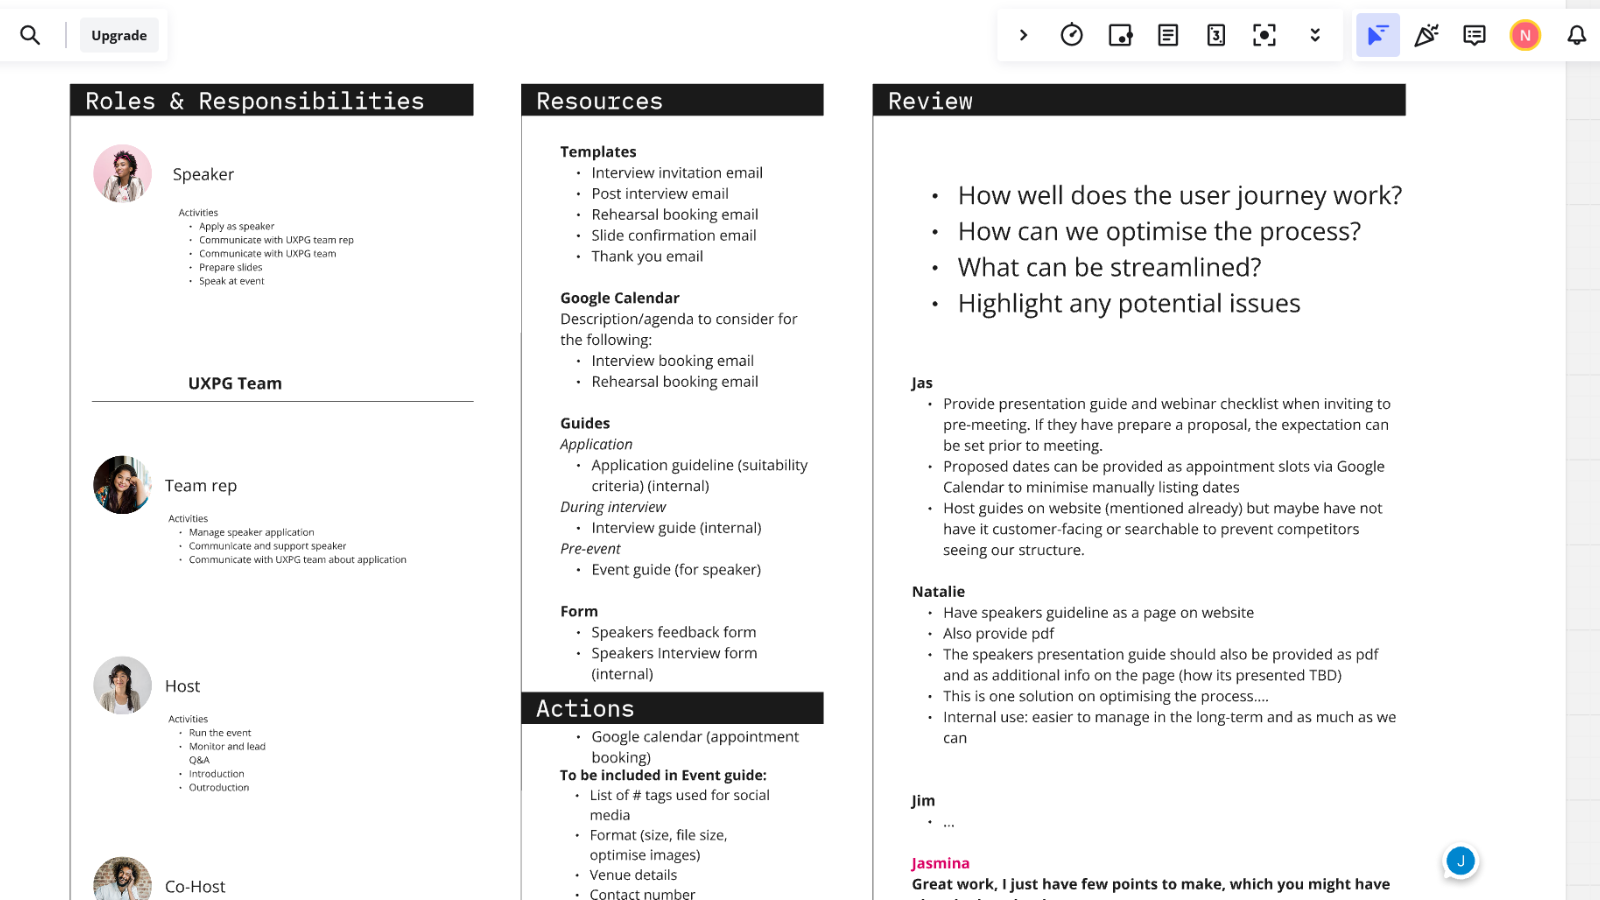 Upgrade
3
N
Roles & Responsibilities
Speaker
Activities
• Apply as speaker
• Communicate with UXPG team rep
• Communicate with UXPG team
• Prepare slides
• Speak at event
UXPG Team
Team rep
Activities
• Manage speaker application
• Communicate and support speaker
• Communicate with UXPG team about application
Host
Activities
• Run the event
• Monitor and lead
Q&A
• Introduction
• Outroduction
Co-Host
Resources
Templates
• Interview invitation email
• Post interview email
• Rehearsal booking email
• Slide confirmation email
• Thank you email
Google Calendar
Description/agenda to consider for
the following:
• Interview booking email
• Rehearsal booking email
Guides
Application
• Application guideline (suitability
criteria) (internal)
During interview
• Interview guide (internal)
Pre-event
• Event guide (for speaker)
Form
• Speakers feedback form
• Speakers Interview form
(internal)
Actions
• Google calendar (appointment
booking)
To be included in Event guide:
• List of # tags used for social
media
• Format (size, file size,
optimise images)
• Venue details
• Contact number
Review
• How well does the user journey work?
• How can we optimise the process?
• What can be streamlined?
• Highlight any potential issues
Jas
• Provide presentation guide and webinar checklist when inviting to
pre-meeting. If they have prepare a proposal, the expectation can
be set prior to meeting.
• Proposed dates can be provided as appointment slots via Google
Calendar to minimise manually listing dates
• Host guides on website (mentioned already) but maybe have not
have it customer-facing or searchable to prevent competitors
seeing our structure.
Natalie
• Have speakers guideline as a page on website
• Also provide pdf
• The speakers presentation guide should also be provided as pdf
and as additional info on the page (how its presented TBD)
• This is one solution on optimising the process....
• Internal use: easier to manage in the long-term and as much as we
can
Jim
• ...
Jasmina
Great work, I just have few points to make, which you might have
J